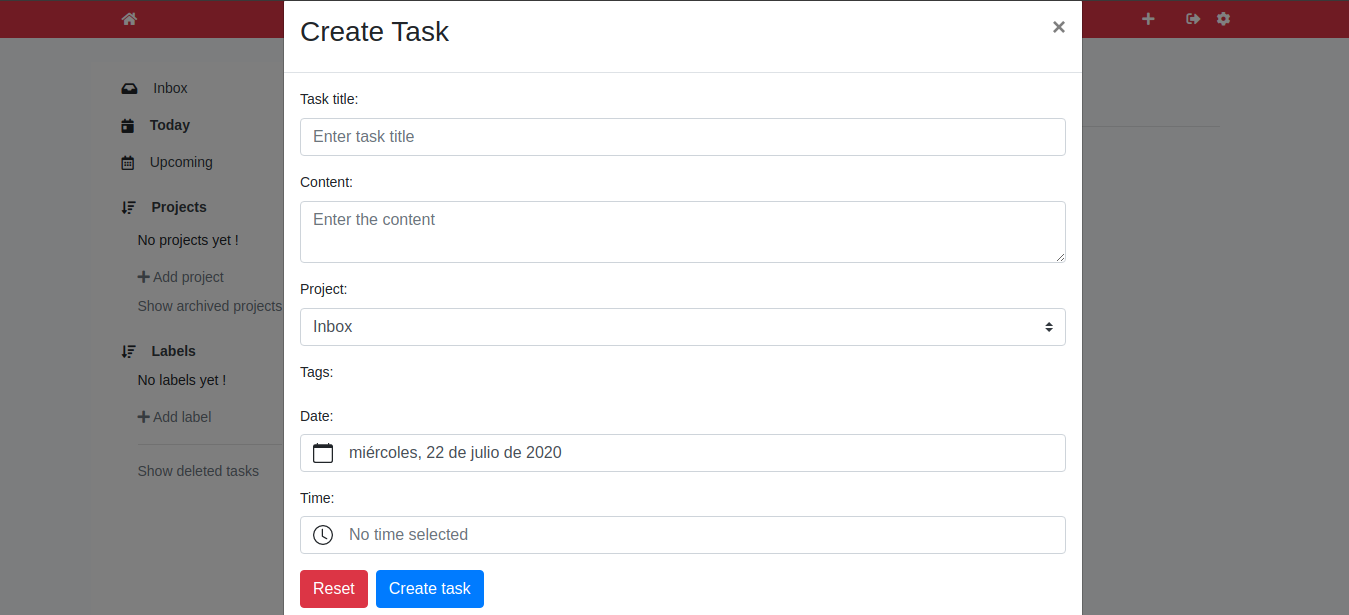 Create Task
×
Inbox
Today
Upcoming
Projects
No projects yet !
Add project
Show archived projects
Labels
No labels yet !
Add label
Show deleted tasks
Task title:
Enter task title
Content:
Enter the content
Project:
Inbox
Tags:
Date:
miércoles, 22 de julio de 2020
Time:
No time selected
Reset
Create task